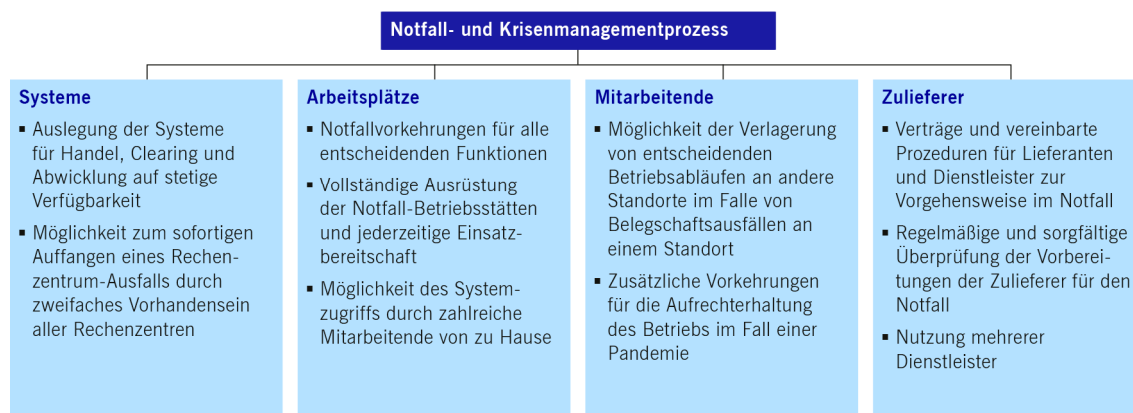 Notfall- und Krisenmanagementprozess
Systeme
▪ Auslegung der Systeme
für Handel, Clearing und
Abwicklung auf stetige
Verfügbarkeit
▪ Möglichkeit zum sofortigen
Auffangen eines Rechen-
zentrum-Ausfalls durch
zweifaches Vorhandensein
aller Rechenzentren
Arbeitsplätze
▪ Notfallvorkehrungen für alle
entscheidenden Funktionen
▪ Vollständige Ausrüstung
der Notfall-Betriebsstätten
und jederzeitige Einsatz-
bereitschaft
▪ Möglichkeit des System-
zugriffs durch zahlreiche
Mitarbeitende von zu Hause
Mitarbeitende
▪ Möglichkeit der Verlagerung
von entscheidenden
Betriebsabläufen an andere
Standorte im Falle von
Belegschaftsausfällen an
einem Standort
▪ Zusätzliche Vorkehrungen
für die Aufrechterhaltung
des Betriebs im Fall einer
Pandemie
Zulieferer
▪ Verträge und vereinbarte
Prozeduren für Lieferanten
und Dienstleister zur
Vorgehensweise im Notfall
▪ Regelmäßige und sorgfältige
Überprüfung der Vorberei-
tungen der Zulieferer für den
Notfall
▪ Nutzung mehrerer
Dienstleister